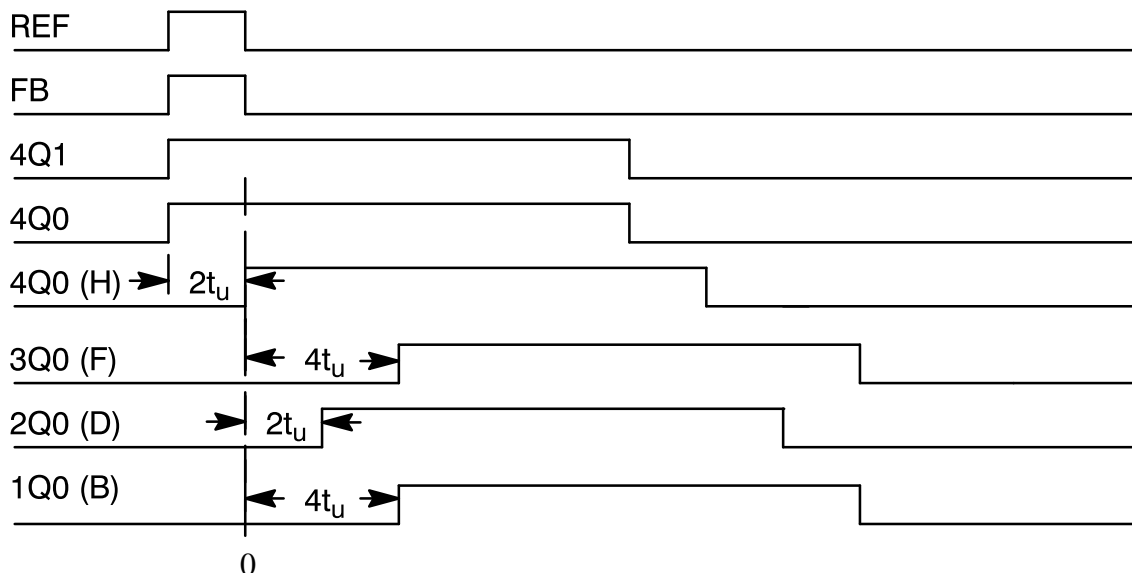 REF
FB
4Q1
4Q0
4Q0 (H) 2tu
3Q0 (F) 4tu
2Q0 (D) 2tu
1Q0 (B) 4tu
0